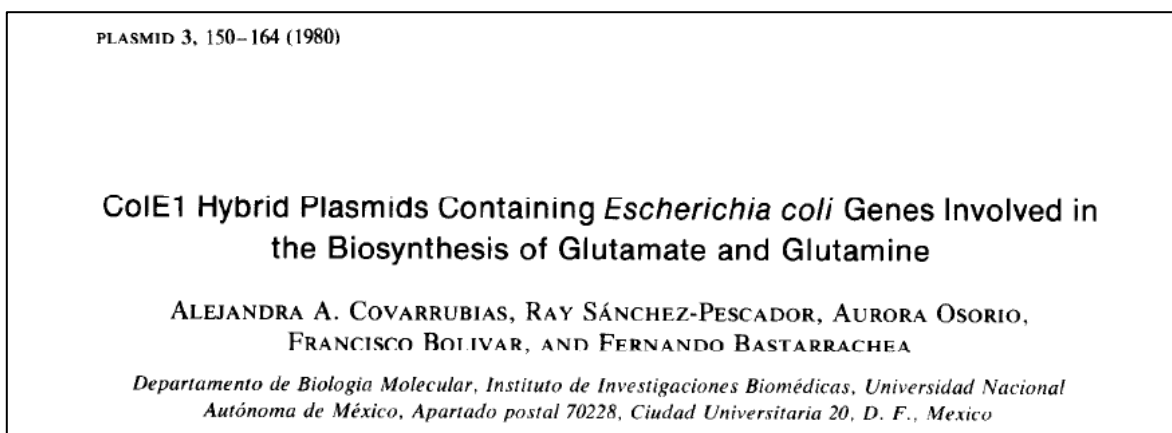 PLASMID 3, 150–164 (1980)
ColE1 Hybrid Plasmids Containing Escherichia coli Genes Involved in
the Biosynthesis of Glutamate and Glutamine
ALEJANDRA A. COVARRUBIAS, RAY SÁNCHEZ-PESCADOR, AURORA OSORIO,
FRANCISCO BOLIVAR, AND FERNANDO BASTARRACHEA
Departamento de Biologia Molecular, Instituto de Investigaciones Biomédicas, Universidad Nacional
Autónoma de México, Apartado postal 70228, Ciudad Universitaria 20, D. F., Mexico